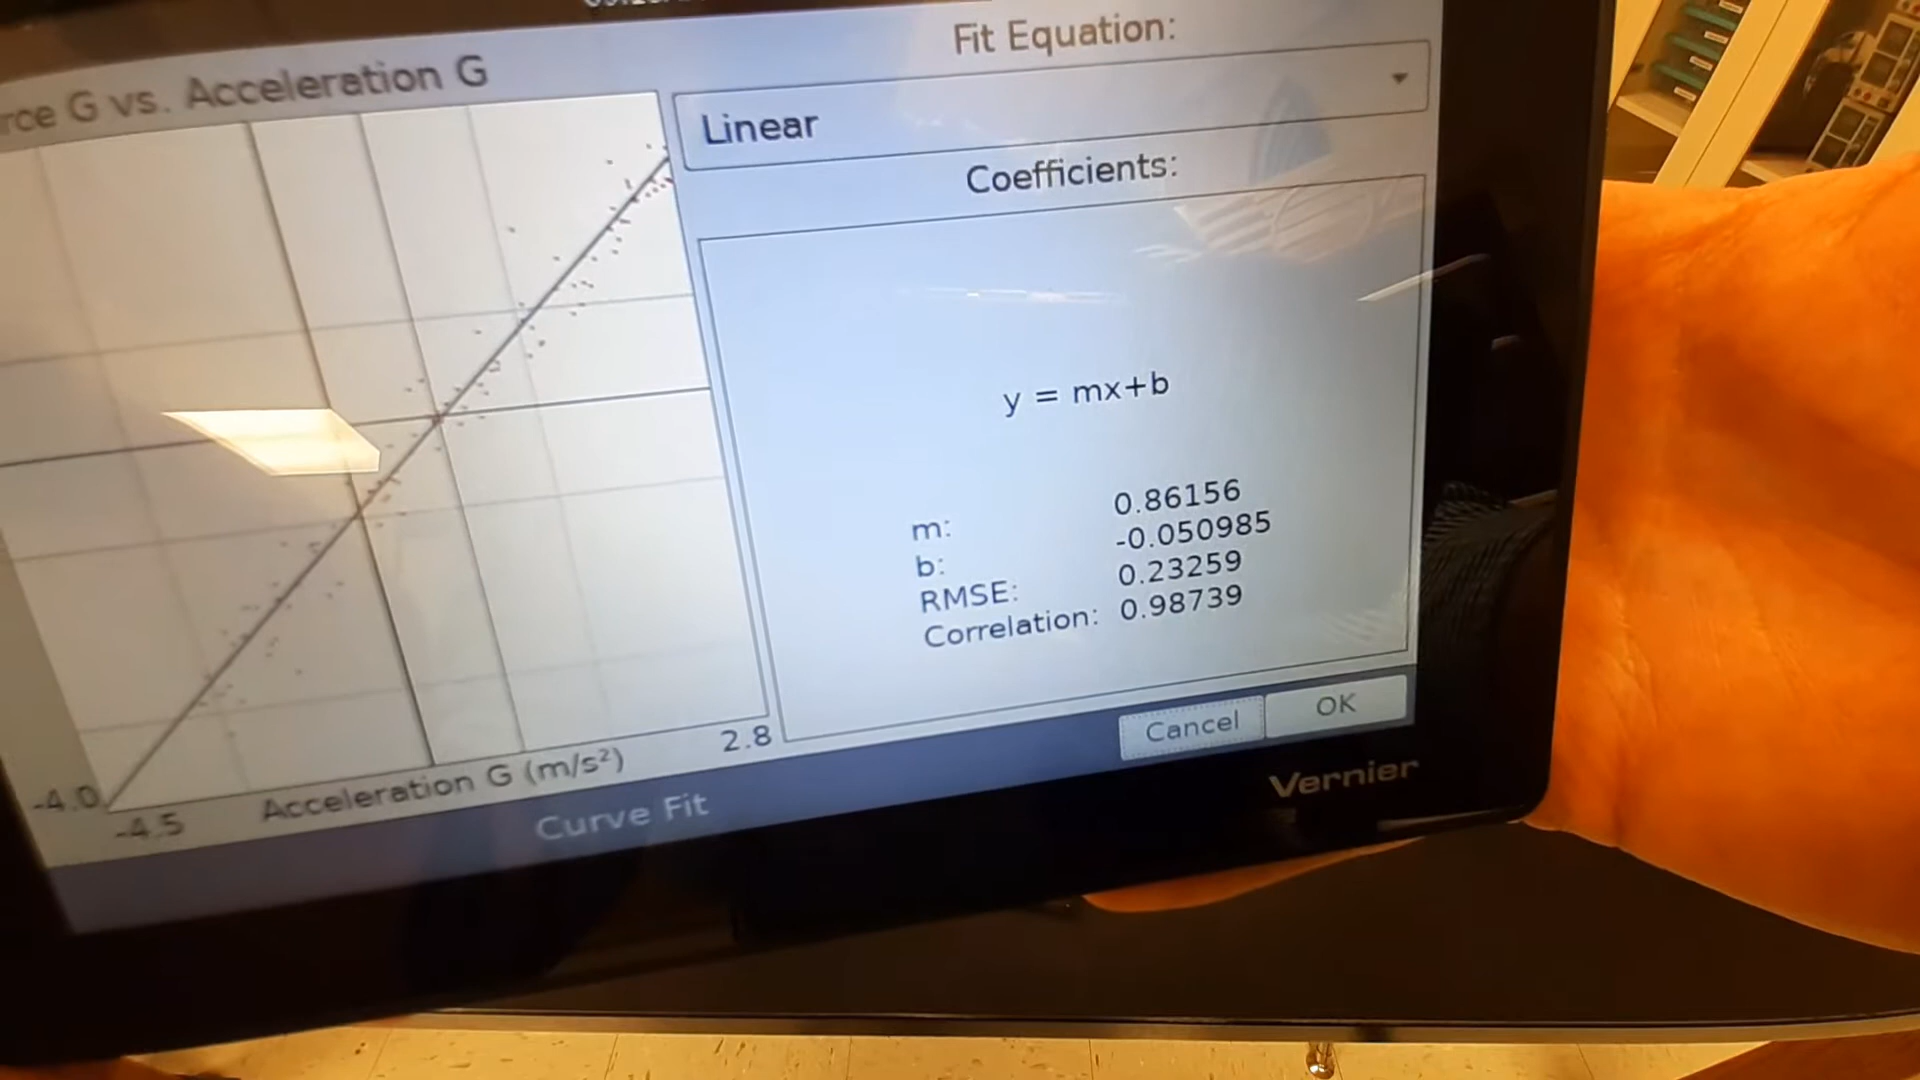 Fit Equation:
rce G vs. Acceleration G
Linear
Coefficients:
y = mx+b
m: 0.86156
b: -0.050985
RMSE: 0.23259
Correlation: 0.98739
-4.0
-4.5
Acceleration G (m/s²)
2.8
Cancel
OK
Curve Fit
Vernier